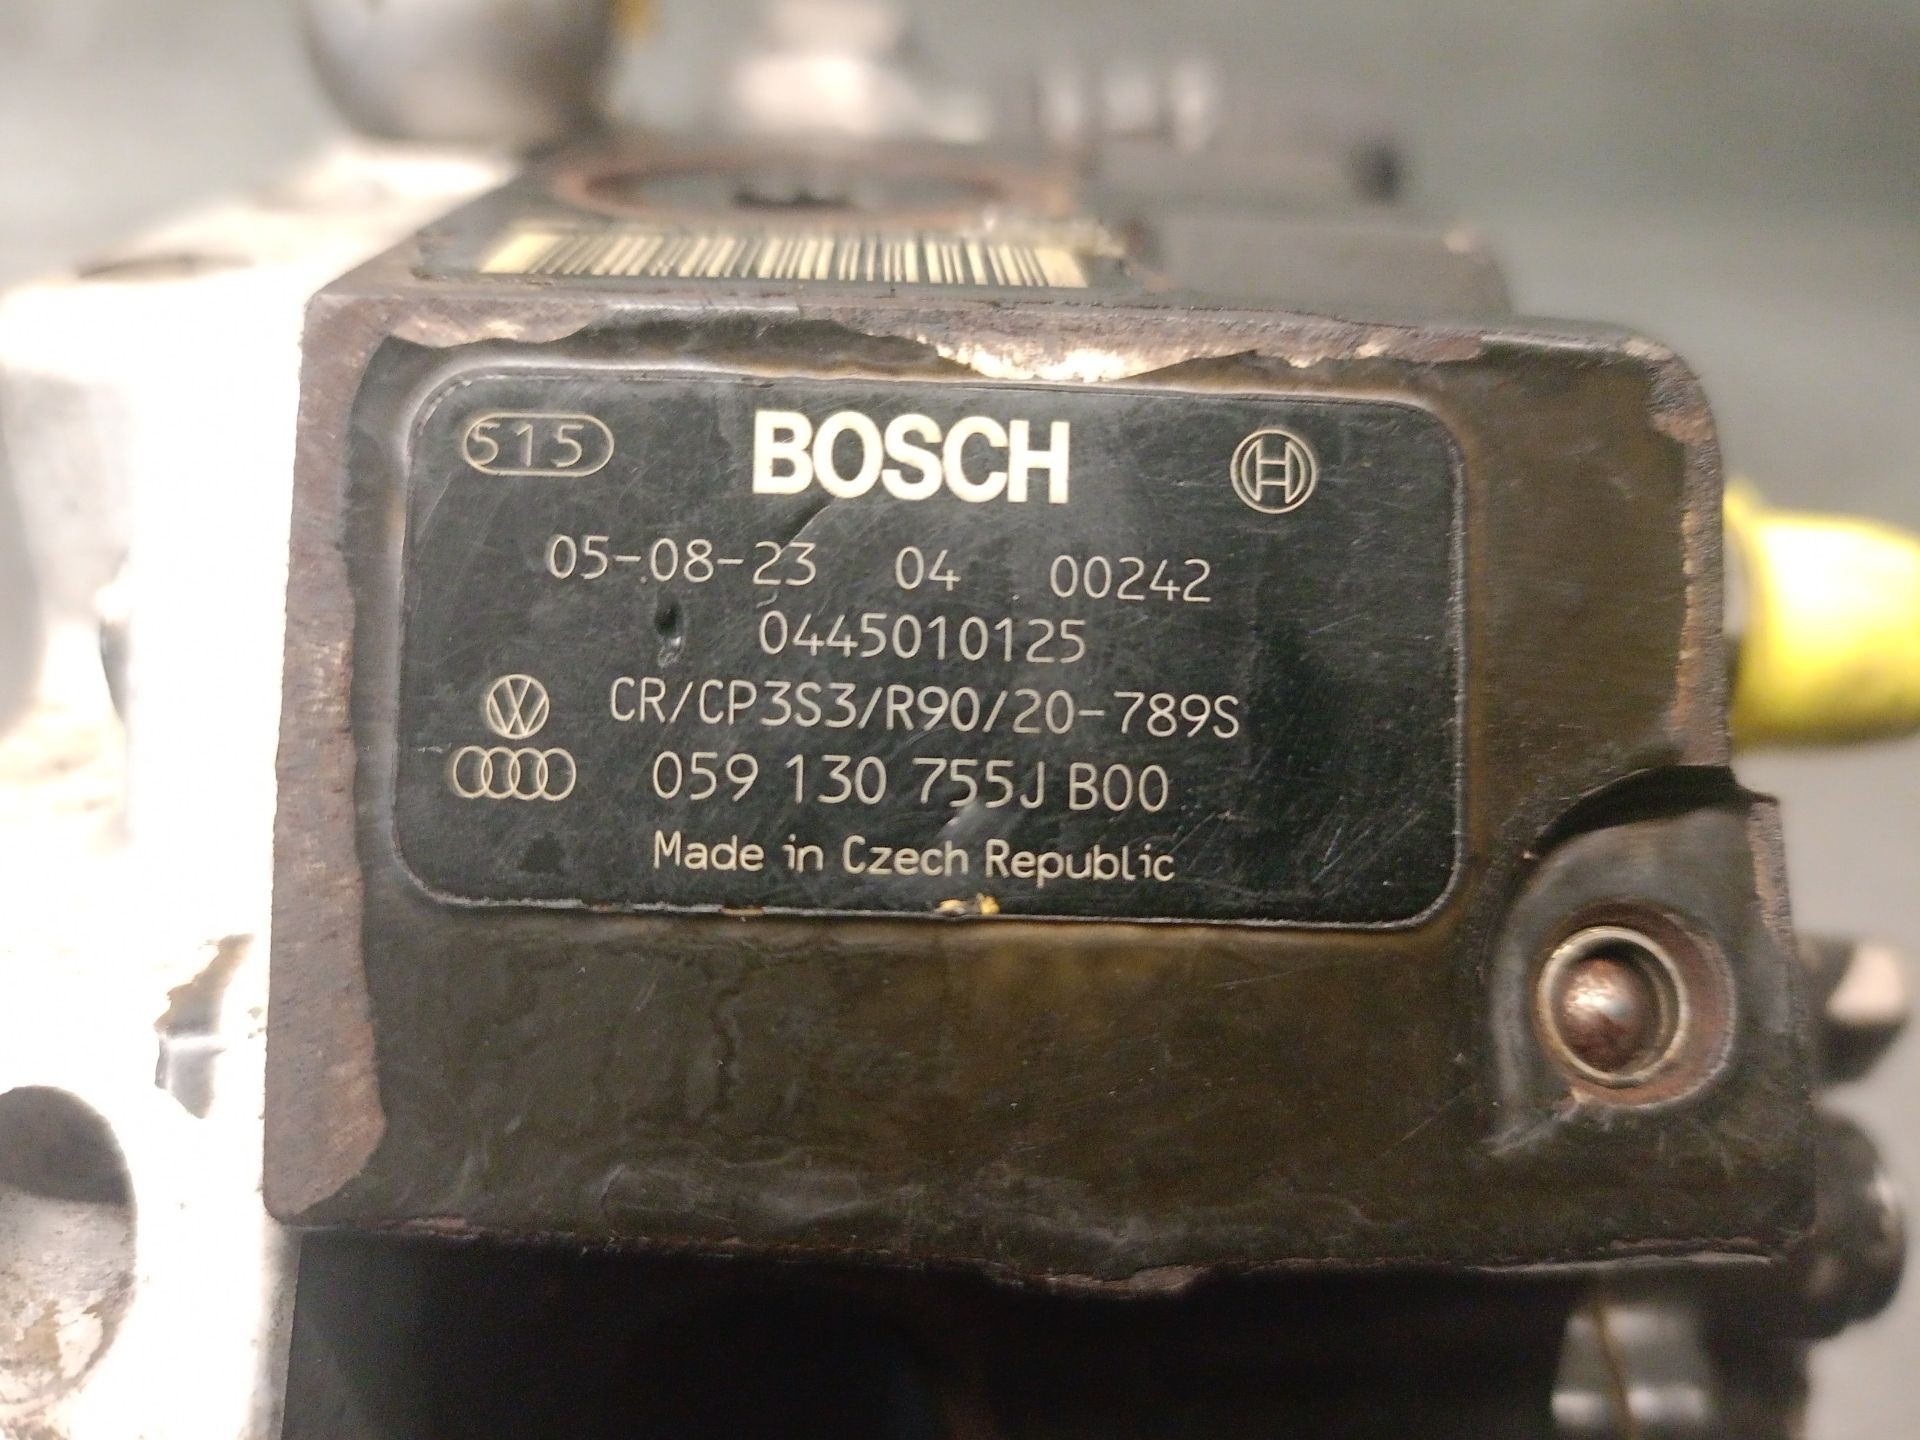 515 BOSCH
05-08-23 04 00242
0445010125
CR/CP3S3/R90/20-789S
059 130 755J B00
Made in Czech Republic